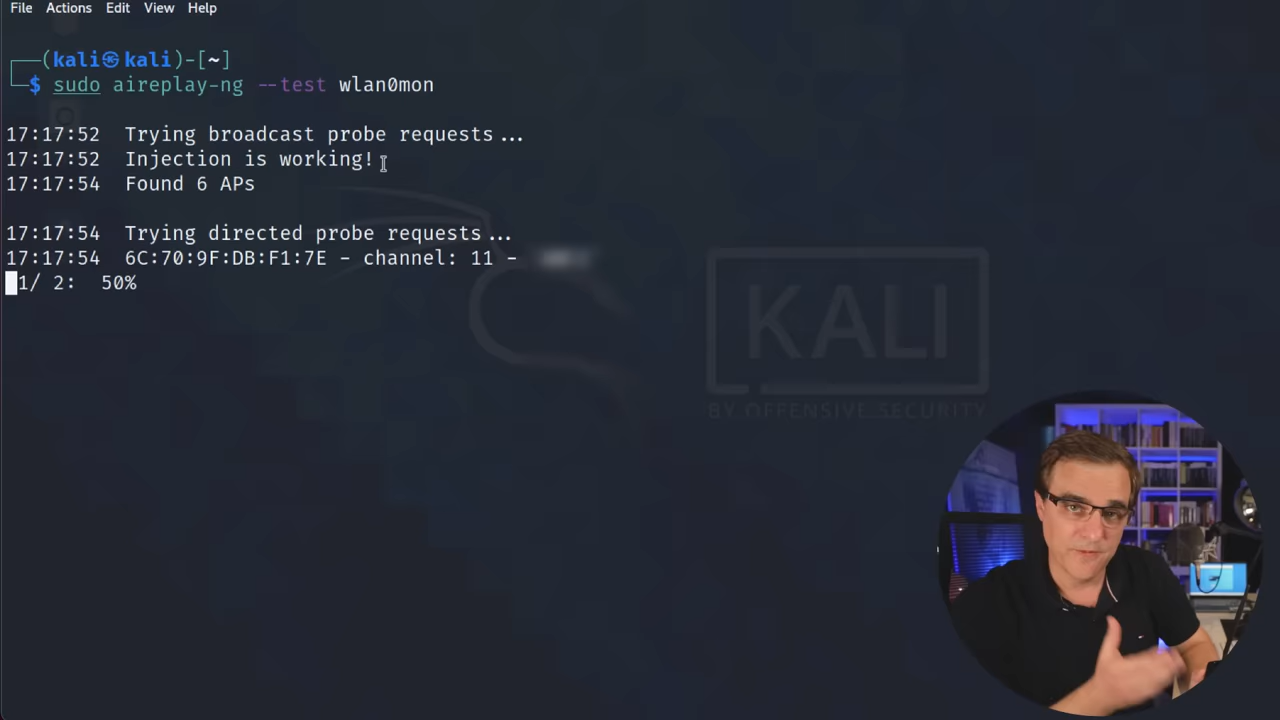 File Actions Edit View Help
┌──(kali㉿kali)-[~]
└─$ sudo aireplay-ng --test wlan0mon
17:17:52 Trying broadcast probe requests...
17:17:52 Injection is working!
17:17:54 Found 6 APs
17:17:54 Trying directed probe requests...
17:17:54 6C:70:9F:DB:F1:7E - channel: 11 -
1/ 2: 50%
KALI
BY OFFENSIVE SECURITY